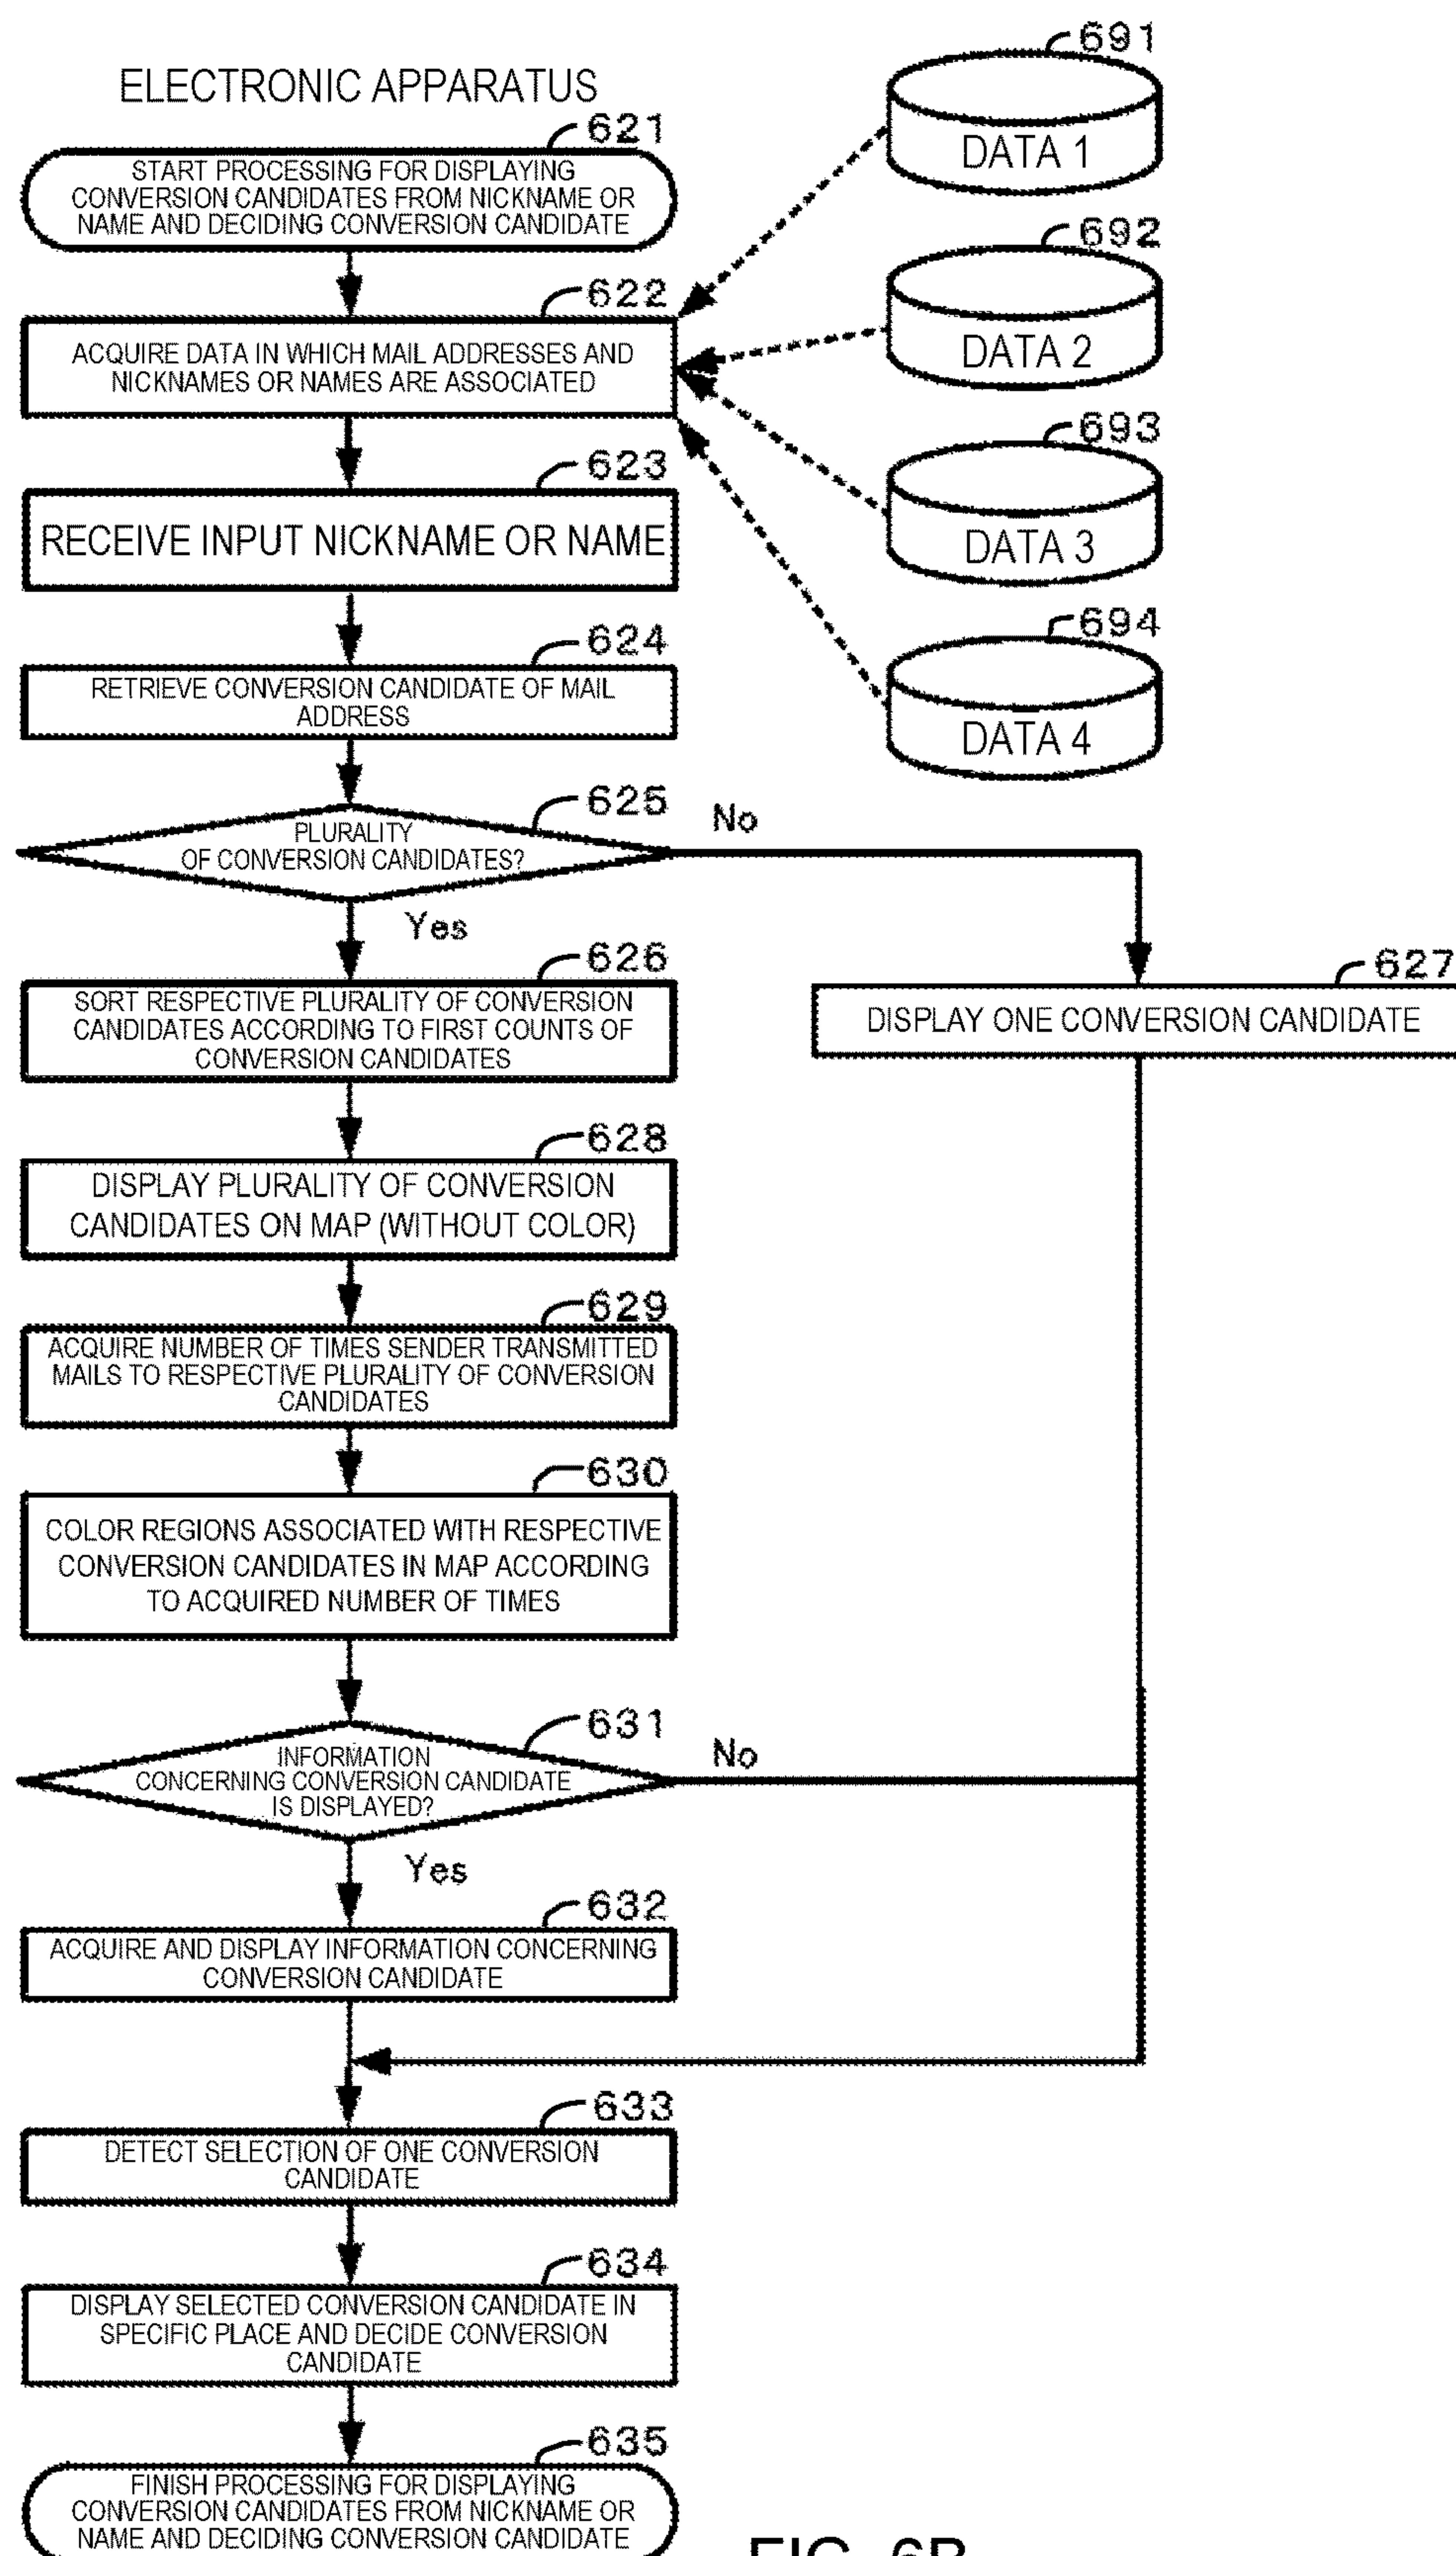 ELECTRONIC APPARATUS
621
START PROCESSING FOR DISPLAYING
CONVERSION CANDIDATES FROM NICKNAME OR
NAME AND DECIDING CONVERSION CANDIDATE
691
DATA 1
622
ACQUIRE DATA IN WHICH MAIL ADDRESSES AND
NICKNAMES OR NAMES ARE ASSOCIATED
692
DATA 2
623
RECEIVE INPUT NICKNAME OR NAME
693
DATA 3
624
RETRIEVE CONVERSION CANDIDATE OF MAIL
ADDRESS
694
DATA 4
625
PLURALITY
OF CONVERSION CANDIDATES?
No
Yes
626
SORT RESPECTIVE PLURALITY OF CONVERSION
CANDIDATES ACCORDING TO FIRST COUNTS OF
CONVERSION CANDIDATES
627
DISPLAY ONE CONVERSION CANDIDATE
628
DISPLAY PLURALITY OF CONVERSION
CANDIDATES ON MAP (WITHOUT COLOR)
629
ACQUIRE NUMBER OF TIMES SENDER TRANSMITTED
MAILS TO RESPECTIVE PLURALITY OF CONVERSION
CANDIDATES
630
COLOR REGIONS ASSOCIATED WITH RESPECTIVE
CONVERSION CANDIDATES IN MAP ACCORDING
TO ACQUIRED NUMBER OF TIMES
631
INFORMATION
CONCERNING CONVERSION CANDIDATE
IS DISPLAYED?
No
Yes
632
ACQUIRE AND DISPLAY INFORMATION CONCERNING
CONVERSION CANDIDATE
633
DETECT SELECTION OF ONE CONVERSION
CANDIDATE
634
DISPLAY SELECTED CONVERSION CANDIDATE IN
SPECIFIC PLACE AND DECIDE CONVERSION
CANDIDATE
635
FINISH PROCESSING FOR DISPLAYING
CONVERSION CANDIDATES FROM NICKNAME OR
NAME AND DECIDING CONVERSION CANDIDATE
FIG. 6B